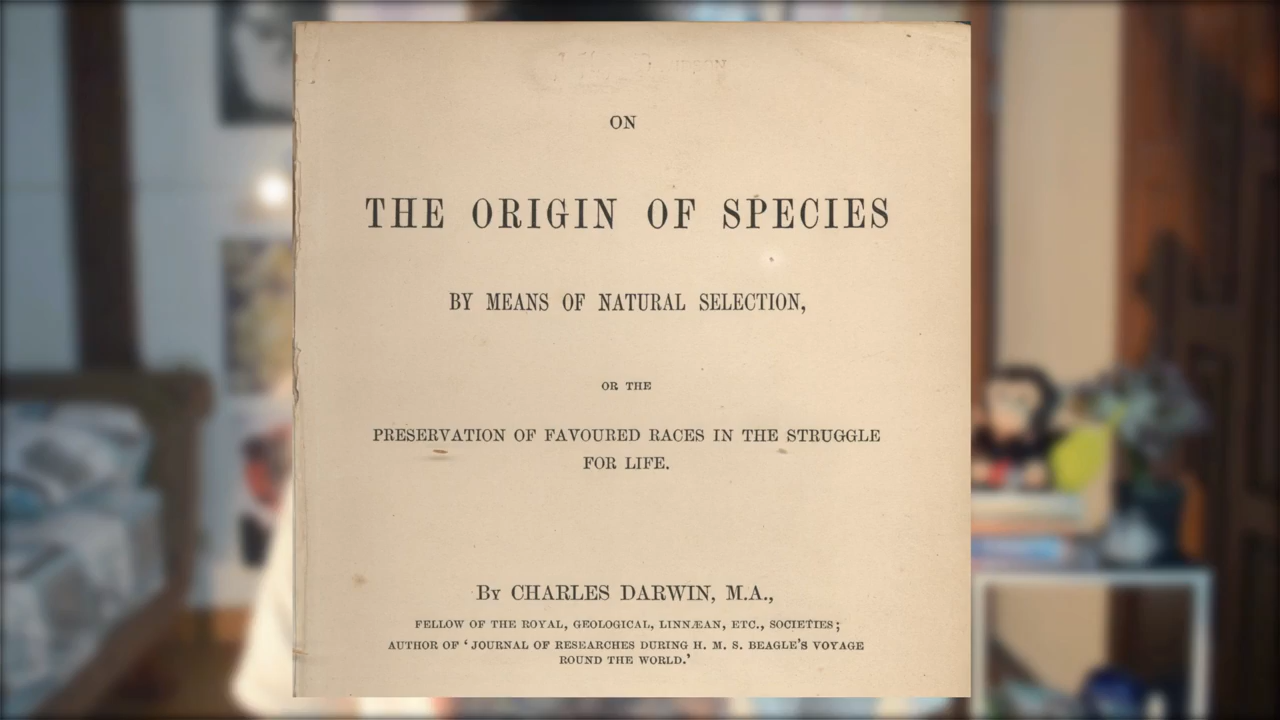 ON
THE ORIGIN OF SPECIES
BY MEANS OF NATURAL SELECTION,
OR THE
PRESERVATION OF FAVOURED RACES IN THE STRUGGLE
FOR LIFE.
BY CHARLES DARWIN, M.A.,
FELLOW OF THE ROYAL, GEOLOGICAL, LINNÆAN, ETC., SOCIETIES;
AUTHOR OF ‘JOURNAL OF RESEARCHES DURING H. M. S. BEAGLE’S VOYAGE
ROUND THE WORLD.’